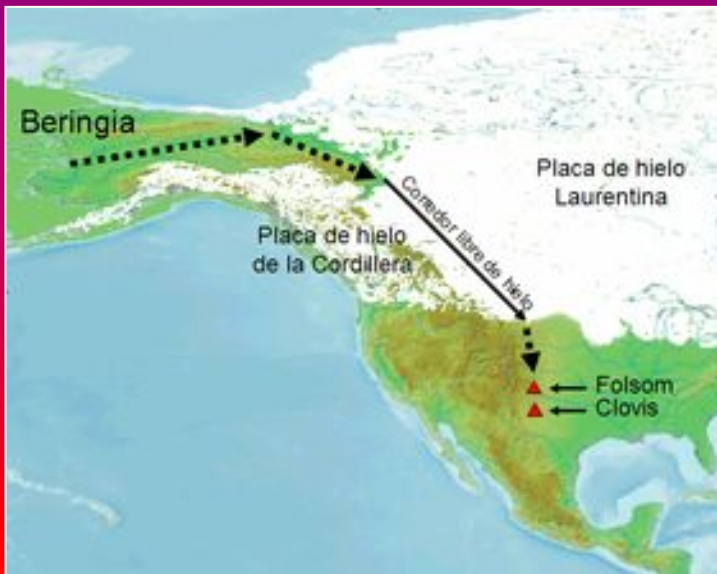 Beringia
Placa de hielo
Laurentina
Corredor libre de hielo
Placa de hielo
de la Cordillera
Folsom
Clovis